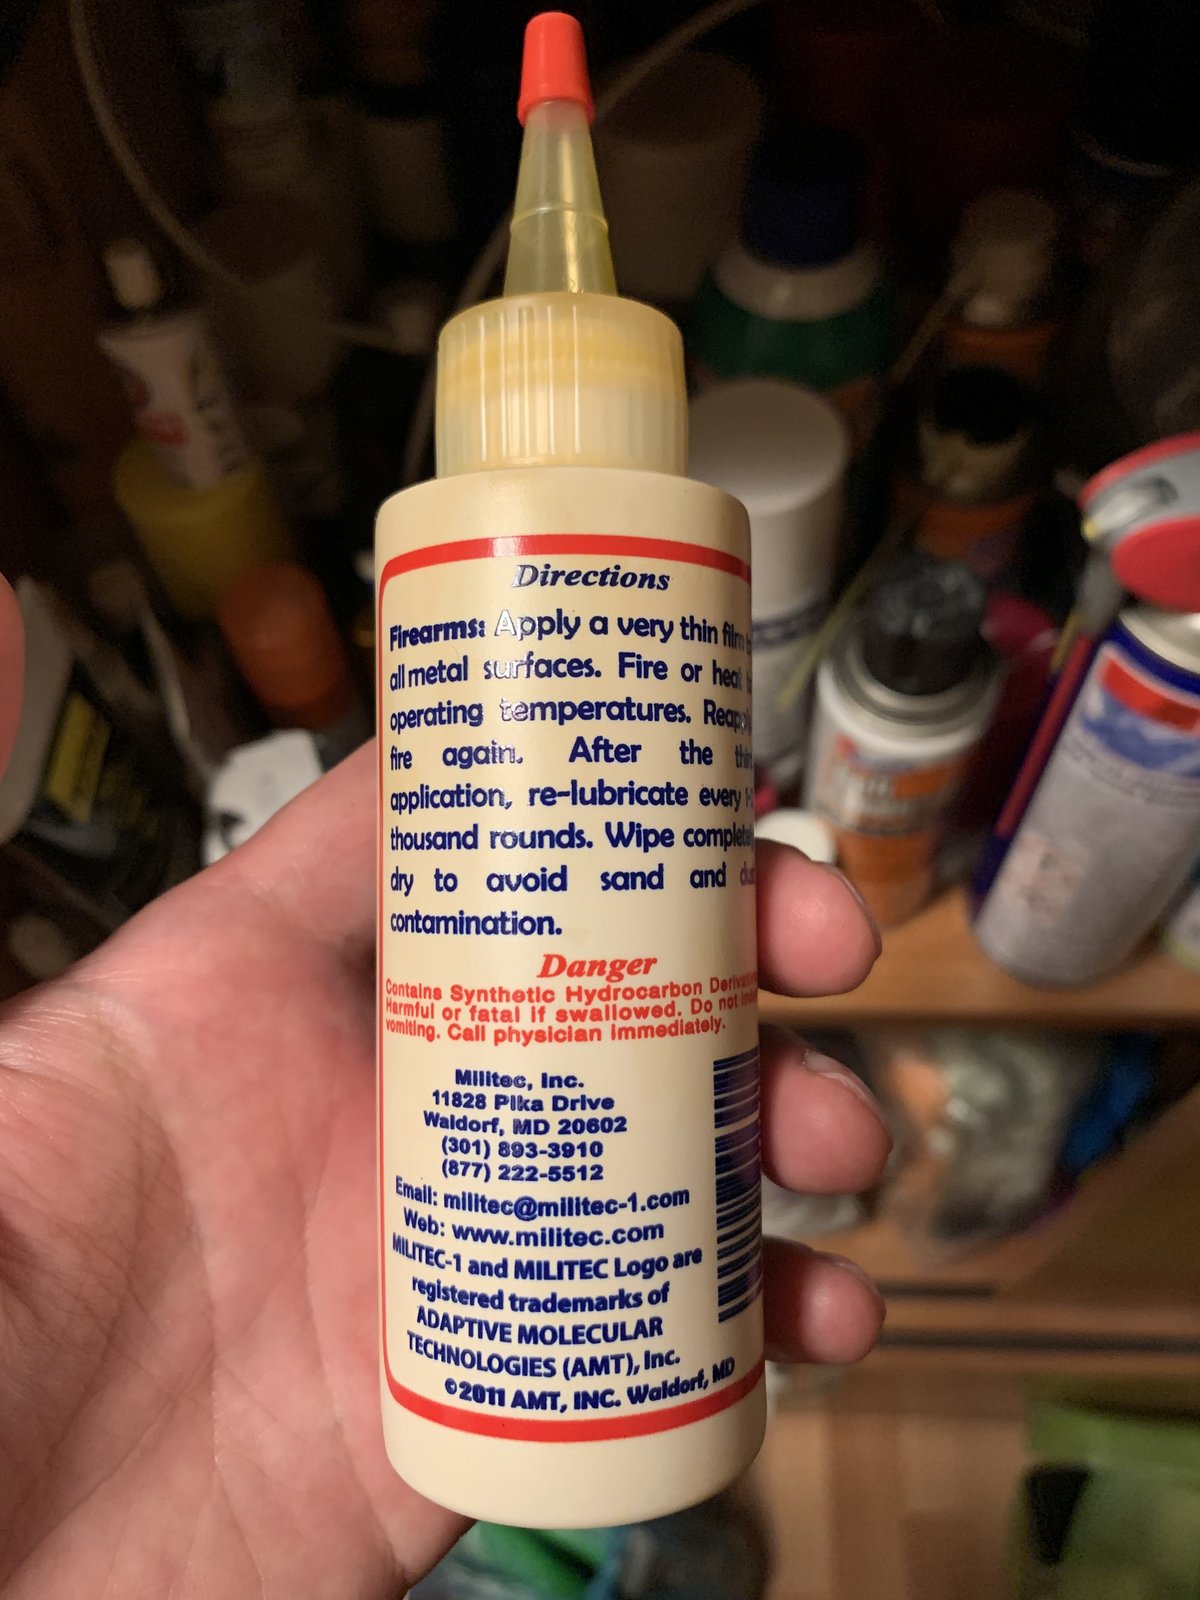 Directions
Firearms: Apply a very thin film
all metal surfaces. Fire or heat
operating temperatures. Reapply
fire again. After the
application, re-lubricate every
thousand rounds. Wipe completely
dry to avoid sand and dust
contamination.
Danger
Contains Synthetic Hydrocarbon
Harmful or fatal if swallowed. Do not
vomiting. Call physician immediately.
Militec, Inc.
11828 Pika Drive
Waldorf, MD 20602
(301) 893-3910
(877) 222-5512
Email: militec@militec-1.com
Web: www.militec.com
MILITEC-1 and MILITEC Logo are
registered trademarks of
ADAPTIVE MOLECULAR
TECHNOLOGIES (AMT), Inc.
©2011 AMT, INC. Waldorf, MD